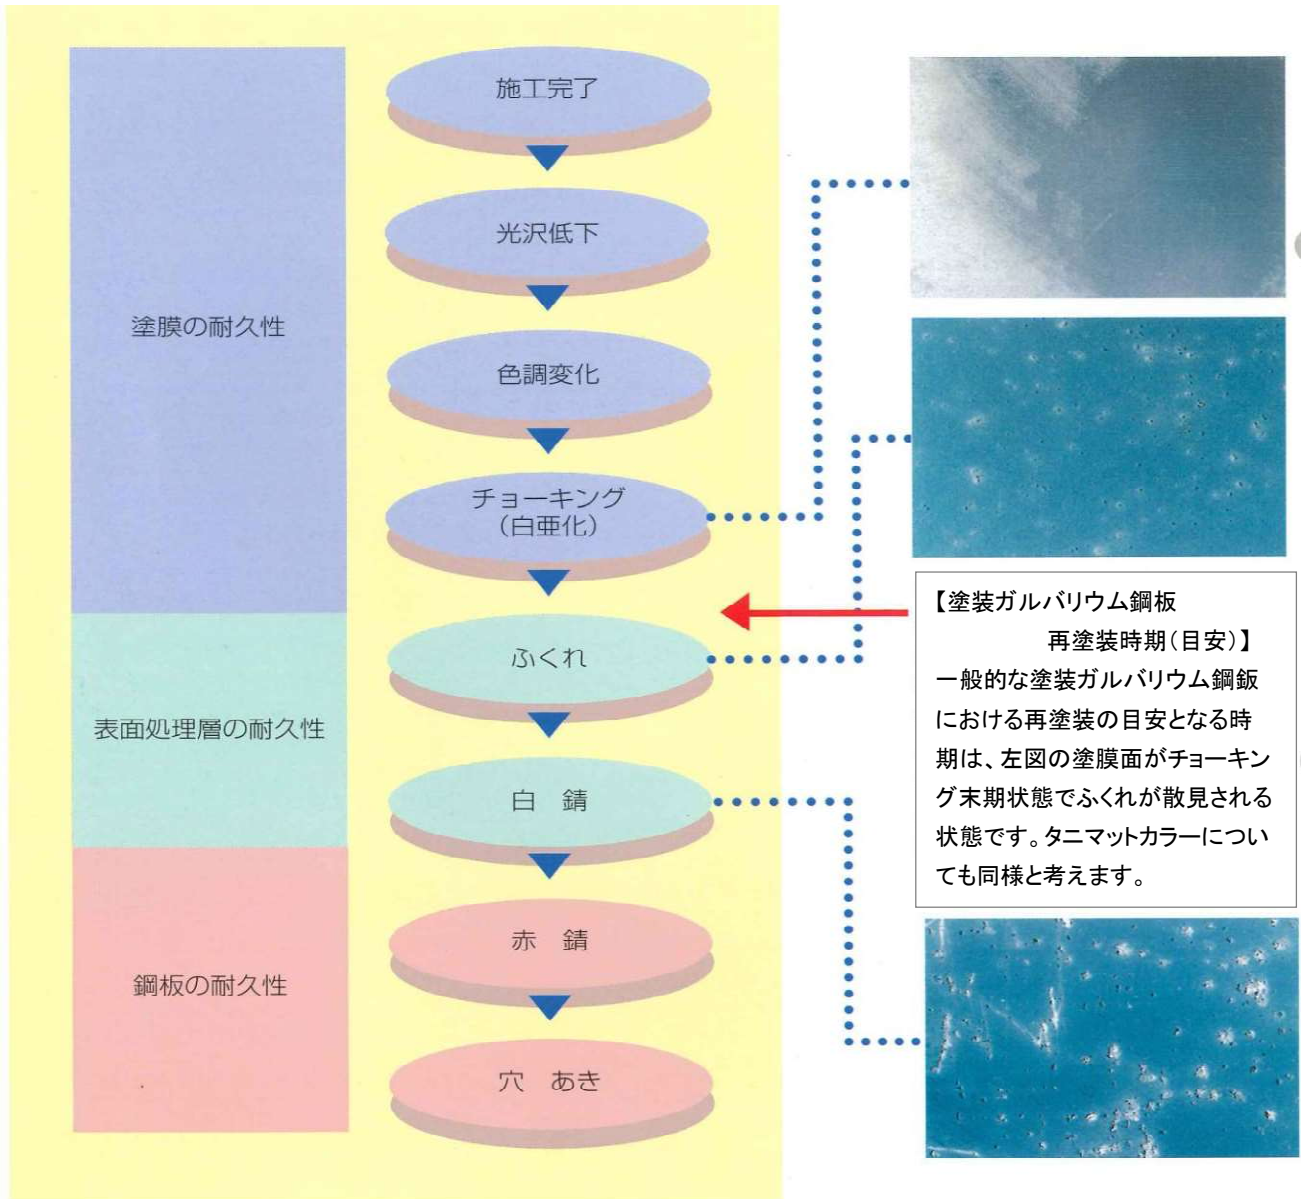 塗膜の耐久性
表面処理層の耐久性
鋼板の耐久性
施工完了
光沢低下
色調変化
チョーキング
（白亜化）
ふくれ
白　錆
赤　錆
穴　あき
【塗装ガルバリウム鋼板
再塗装時期（目安）】
一般的な塗装ガルバリウム鋼鈑
における再塗装の目安となる時
期は、左図の塗膜面がチョーキン
グ末期状態でふくれが散見される
状態です。タニマットカラーについ
ても同様と考えます。